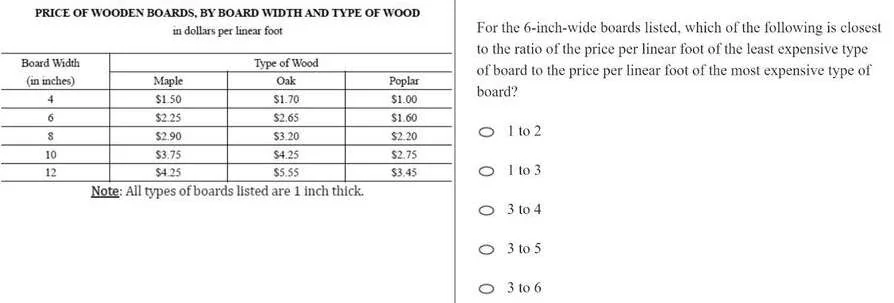 PRICE OF WOODEN BOARDS, BY BOARD WIDTH AND TYPE OF WOOD
in dollars per linear foot
Board Width Type of Wood
(in inches) Maple Oak Poplar
4 $1.50 $1.70 $1.00
6 $2.25 $2.65 $1.60
8 $2.90 $3.20 $2.20
10 $3.75 $4.25 $2.75
12 $4.25 $5.55 $3.45
Note: All types of boards listed are 1 inch thick.
For the 6-inch-wide boards listed, which of the following is closest
to the ratio of the price per linear foot of the least expensive type
of board to the price per linear foot of the most expensive type of
board?
1 to 2
1 to 3
3 to 4
3 to 5
3 to 6